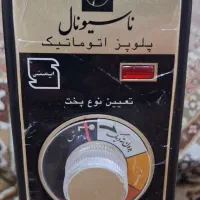 ناسیونال
پلوپز اتوماتیک
ایمنی
تعیین نوع پخت